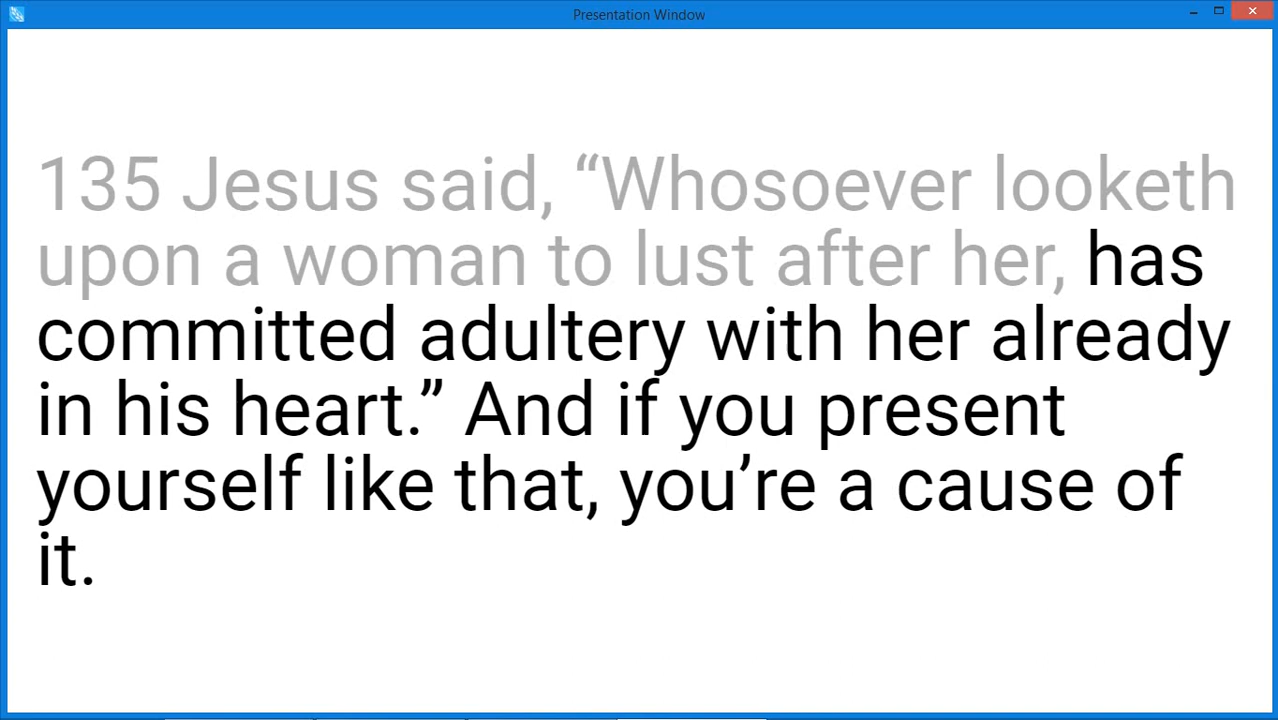 Presentation Window
135 Jesus said, “Whosoever looketh
upon a woman to lust after her, has
committed adultery with her already
in his heart.” And if you present
yourself like that, you’re a cause of
it.